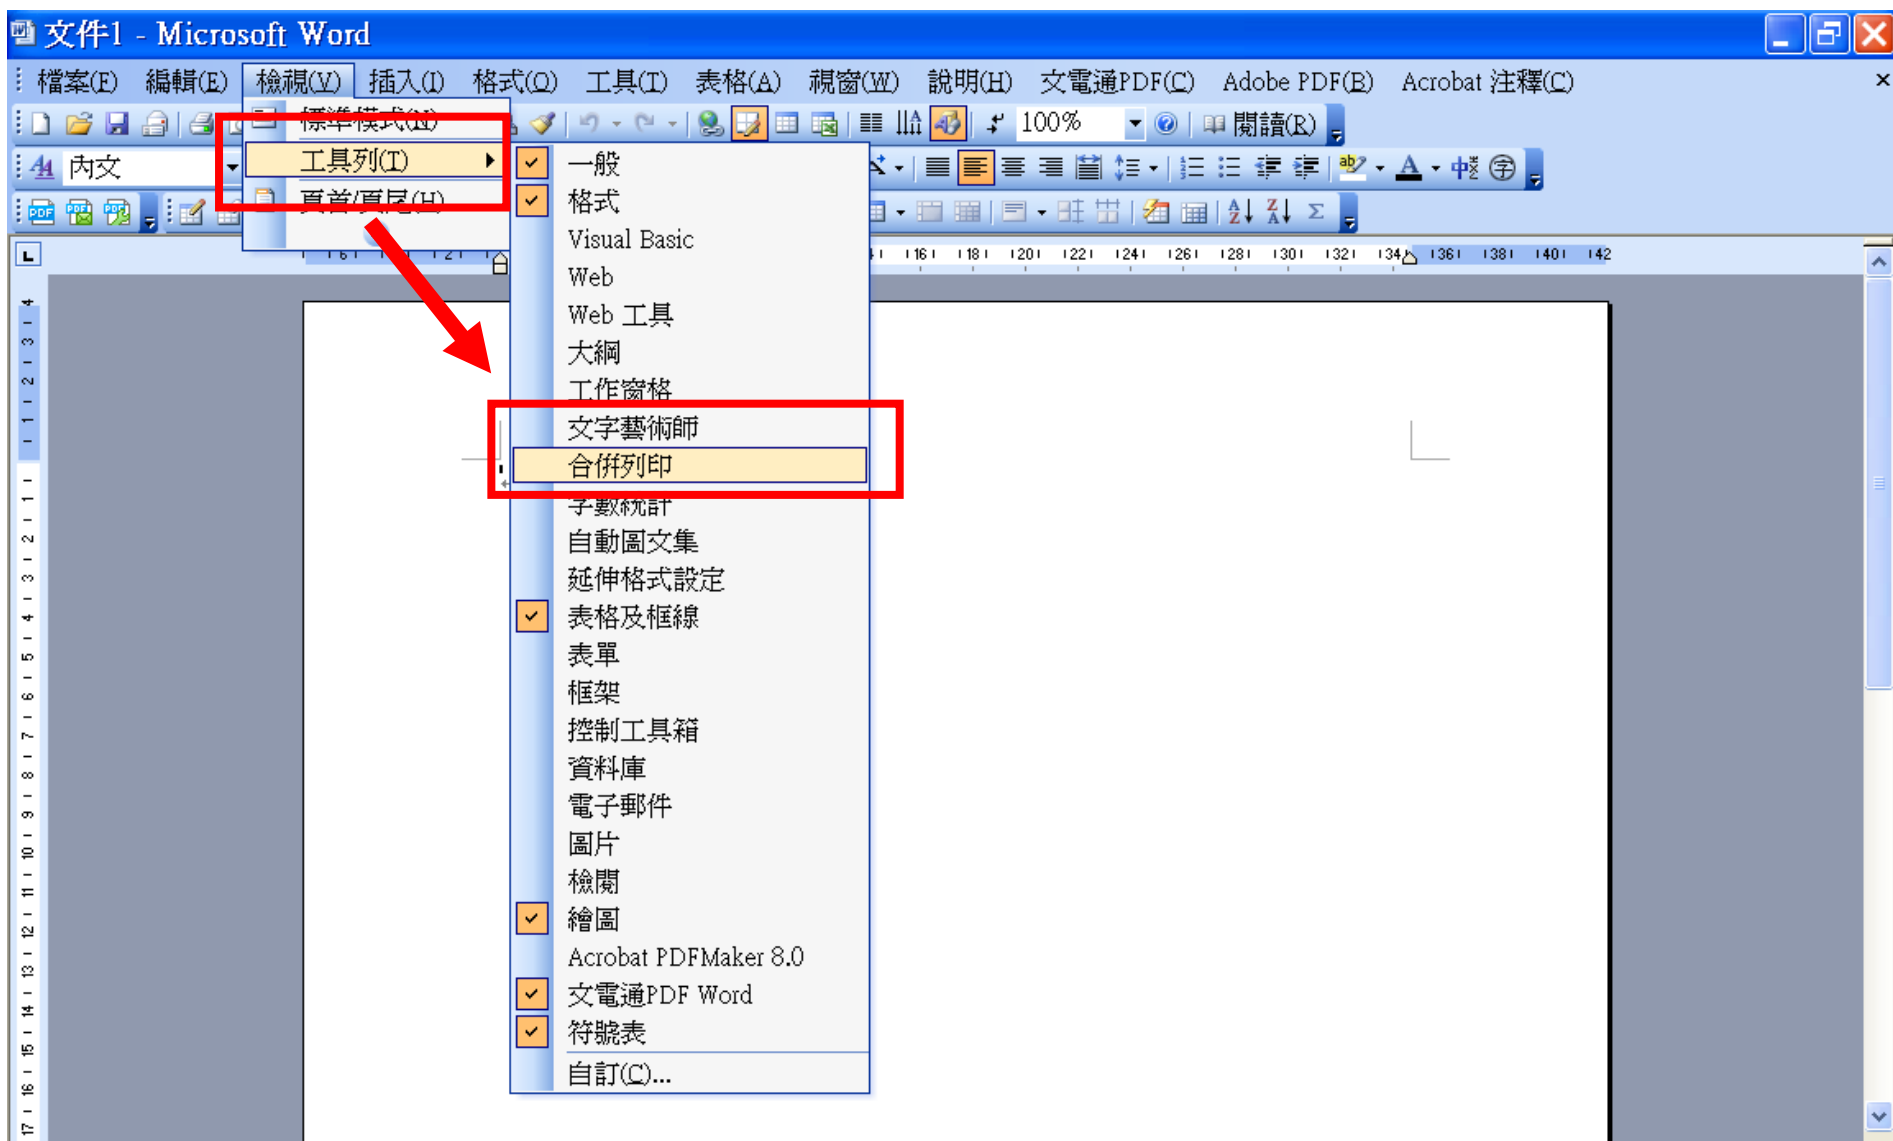 文件1 - Microsoft Word
檔案(F) 編輯(E) 檢視(V) 插入(I) 格式(O) 工具(T) 表格(A) 視窗(W) 說明(H) 文電通PDF(C) Adobe PDF(B) Acrobat 注釋(C)
100% 閱讀(R)
內文
標準模式(N)
工具列(T)
頁首/頁尾(H)
一般
格式
Visual Basic
Web
Web 工具
大綱
工作窗格
文字藝術師
合併列印
字數統計
自動圖文集
延伸格式設定
表格及框線
表單
框架
控制工具箱
資料庫
電子郵件
圖片
檢閱
繪圖
Acrobat PDFMaker 8.0
文電通PDF Word
符號表
自訂(C)...